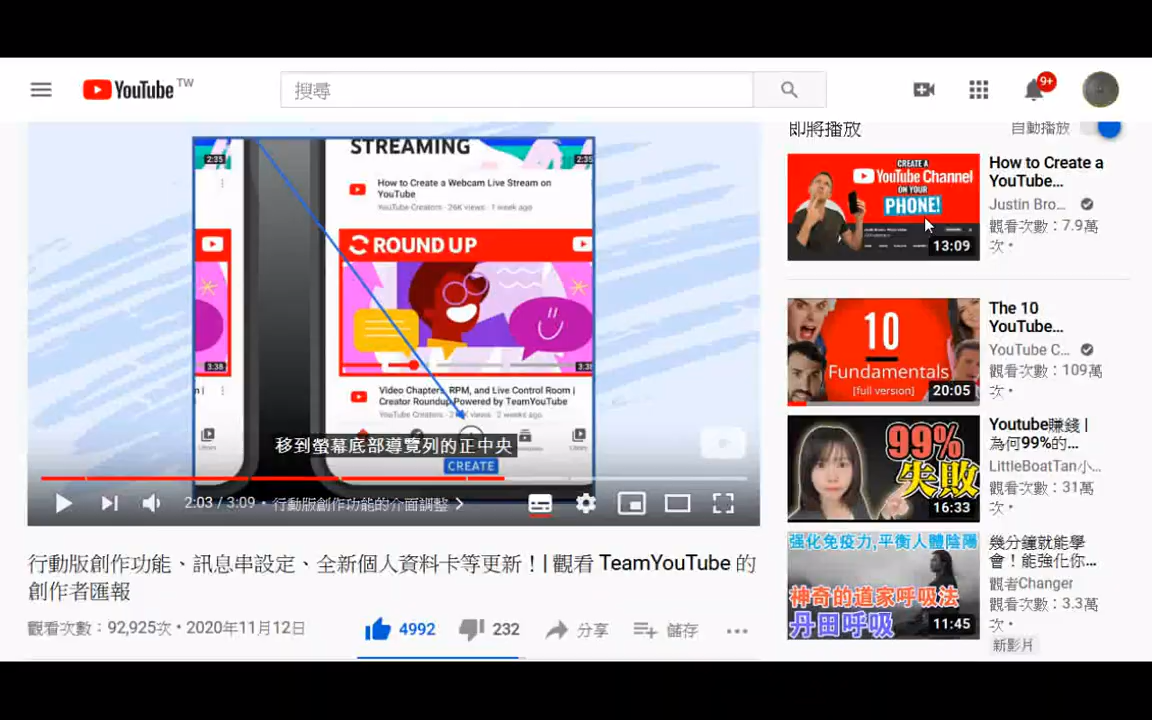 YouTube TW
搜尋
9+
即將播放
自動播放
STREAMING
2:35
2:35
How to Create a Webcam Live Stream on
YouTube
YouTube Creators · 26K views · 1 week ago
ROUND UP
3:38
Video Chapters, RPM, and Live Control Room |
Creator Roundup Powered by TeamYouTube
移到螢幕底部導覽列的正中央
CREATE
2:03 / 3:09 • 行動版創作功能的介面調整
行動版創作功能、訊息串設定、全新個人資料卡等更新！| 觀看 TeamYouTube 的
創作者匯報
觀看次數：92,925次 • 2020年11月12日
4992
232
分享
儲存
CREATE A
YouTube Channel
ON YOUR
PHONE!
13:09
How to Create a
YouTube...
Justin Bro...
觀看次數：7.9萬
次 •
10
Fundamentals
[full version]
20:05
The 10
YouTube...
YouTube C...
觀看次數：109萬
次 •
99%
失敗
16:33
Youtube賺錢 |
為何99%的...
LittleBoatTan小...
觀看次數：31萬
次 •
強化免疫力,平衡人體陰陽
神奇的道家呼吸法
丹田呼吸
11:45
幾分鐘就能學
會！能強化你...
觀者Changer
觀看次數：3.3萬
次 •
新影片